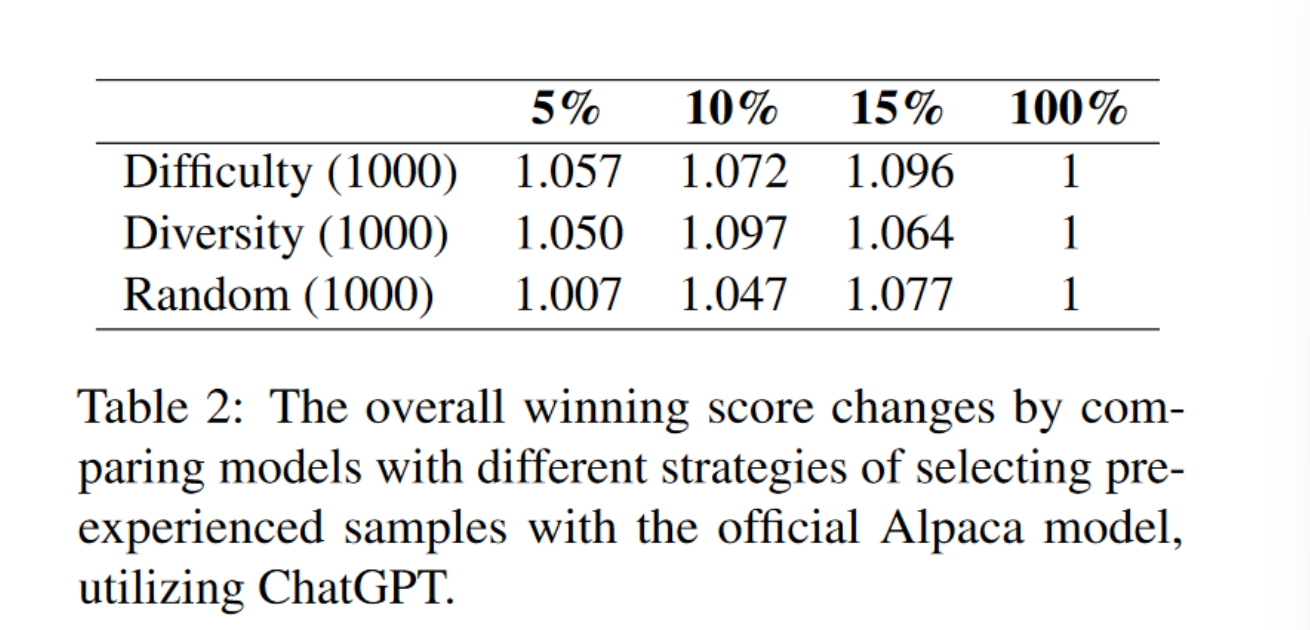 5% 10% 15% 100%
Difficulty (1000) 1.057 1.072 1.096 1
Diversity (1000) 1.050 1.097 1.064 1
Random (1000) 1.007 1.047 1.077 1
Table 2: The overall winning score changes by com-
paring models with different strategies of selecting pre-
experienced samples with the official Alpaca model,
utilizing ChatGPT.